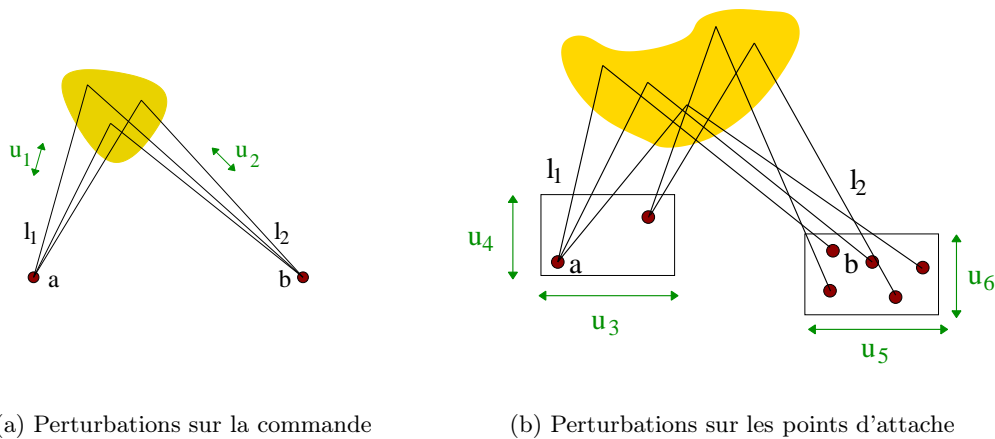 u1
u2
l1
l2
a
b
l1
l2
u4
a
b
u6
u3
u5
(a) Perturbations sur la commande
(b) Perturbations sur les points d'attache